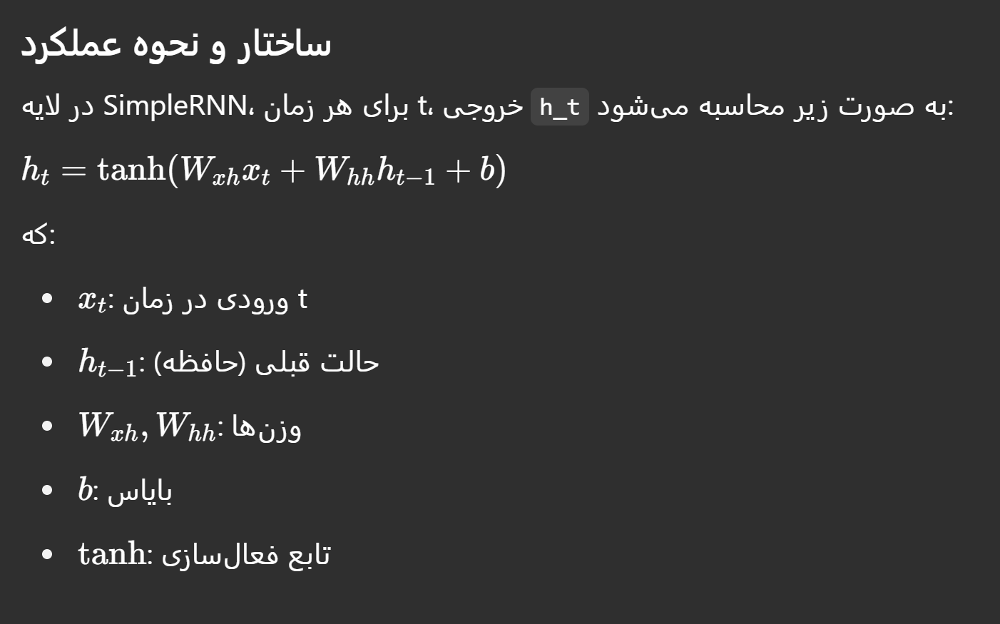 ساختار و نحوه عملکرد
در لایه SimpleRNN، برای هر زمان t، خروجی h_t به صورت زیر محاسبه می‌شود:
h_t = tanh(W_{xh}x_t + W_{hh}h_{t−1} + b)
که:
• x_t: ورودی در زمان t
• h_{t−1}: حالت قبلی (حافظه)
• W_{xh}, W_{hh}: وزن‌ها
• b: بایاس
• tanh: تابع فعال‌سازی